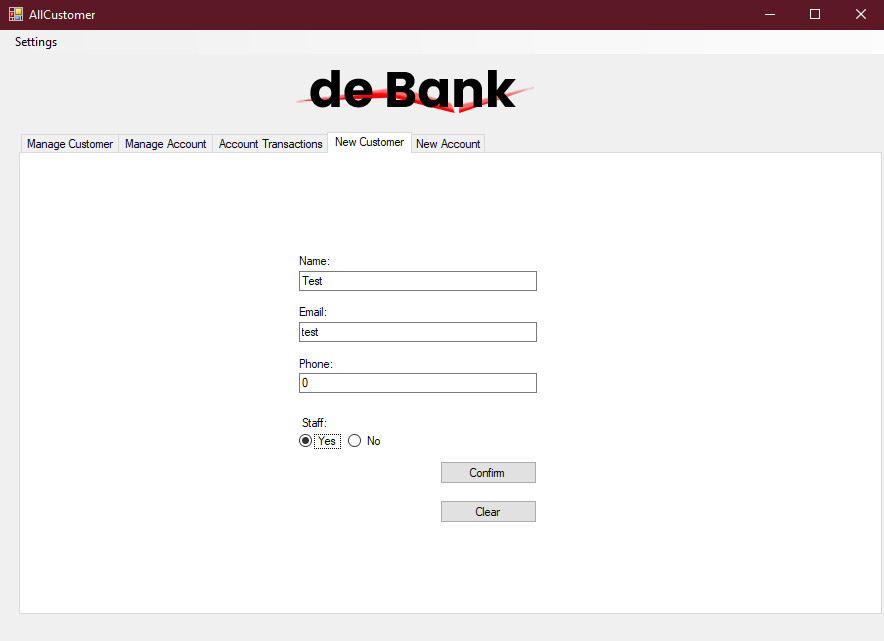 AllCustomer
Settings
de Bank
Manage Customer Manage Account Account Transactions New Customer New Account
Name:
Test
Email:
test
Phone:
0
Staff:
Yes No
Confirm
Clear